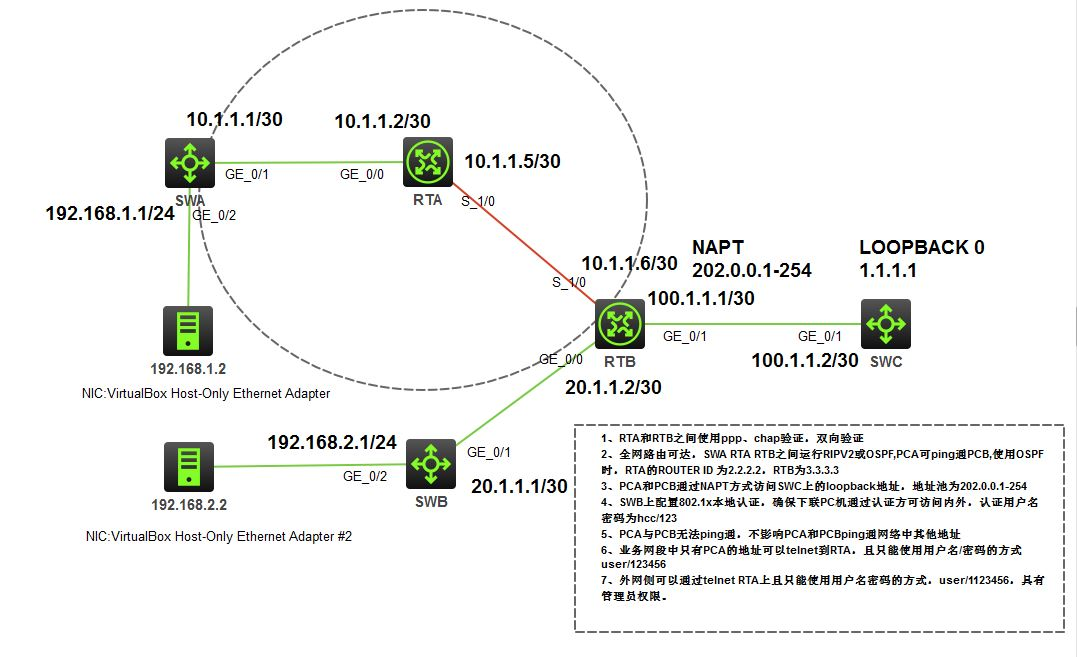 10.1.1.1/30
10.1.1.2/30
SWA
GE_0/1
GE_0/0
10.1.1.5/30
RTA
S_1/0
192.168.1.1/24
GE_0/2
NAPT
202.0.0.1-254
LOOPBACK 0
1.1.1.1
10.1.1.6/30
S_1/0
100.1.1.1/30
GE_0/1
GE_0/1
100.1.1.2/30
SWC
RTB
GE_0/0
20.1.1.2/30
192.168.1.2
NIC:VirtualBox Host-Only Ethernet Adapter
192.168.2.1/24
GE_0/1
GE_0/2
20.1.1.1/30
SWB
192.168.2.2
NIC:VirtualBox Host-Only Ethernet Adapter #2
1、RTA和RTB之间使用ppp、chap验证，双向验证
2、全网路由可达，SWA RTA RTB之间运行RIPV2或OSPF,PCA可ping通PCB,使用OSPF
时，RTA的ROUTER ID 为2.2.2.2，RTB为3.3.3.3
3、PCA和PCB通过NAPT方式访问SWC上的loopback地址，地址池为202.0.0.1-254
4、SWB上配置802.1x本地认证，确保下联PC机通过认证方可访问内外，认证用户名
密码为hcc/123
5、PCA与PCB无法ping通，不影响PCA和PCBping通网络中其他地址
6、业务网段中只有PCA的地址可以telnet到RTA，且只能使用用户名/密码的方式
user/123456
7、外网侧可以通过telnet RTA上且只能使用用户名密码的方式，user/1123456，具有
管理员权限。